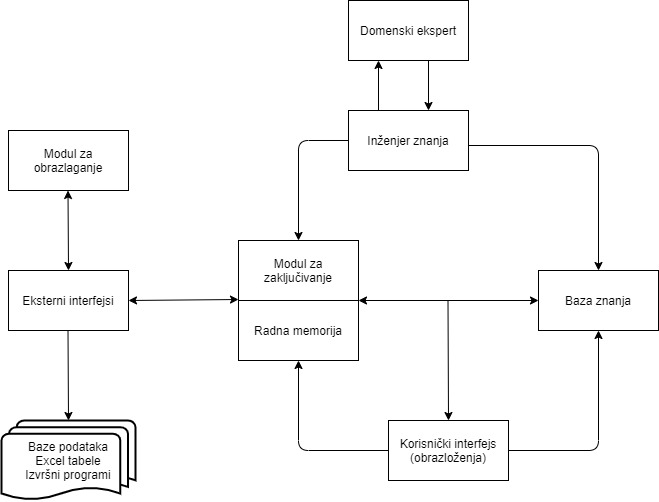 Domenski ekspert
Inženjer znanja
Modul za
obrazlaganje
Modul za
zaključivanje
Eksterni interfejsi
Radna memorija
Baza znanja
Baze podataka
Excel tabele
Izvršni programi
Korisnički interfejs
(obrazloženja)